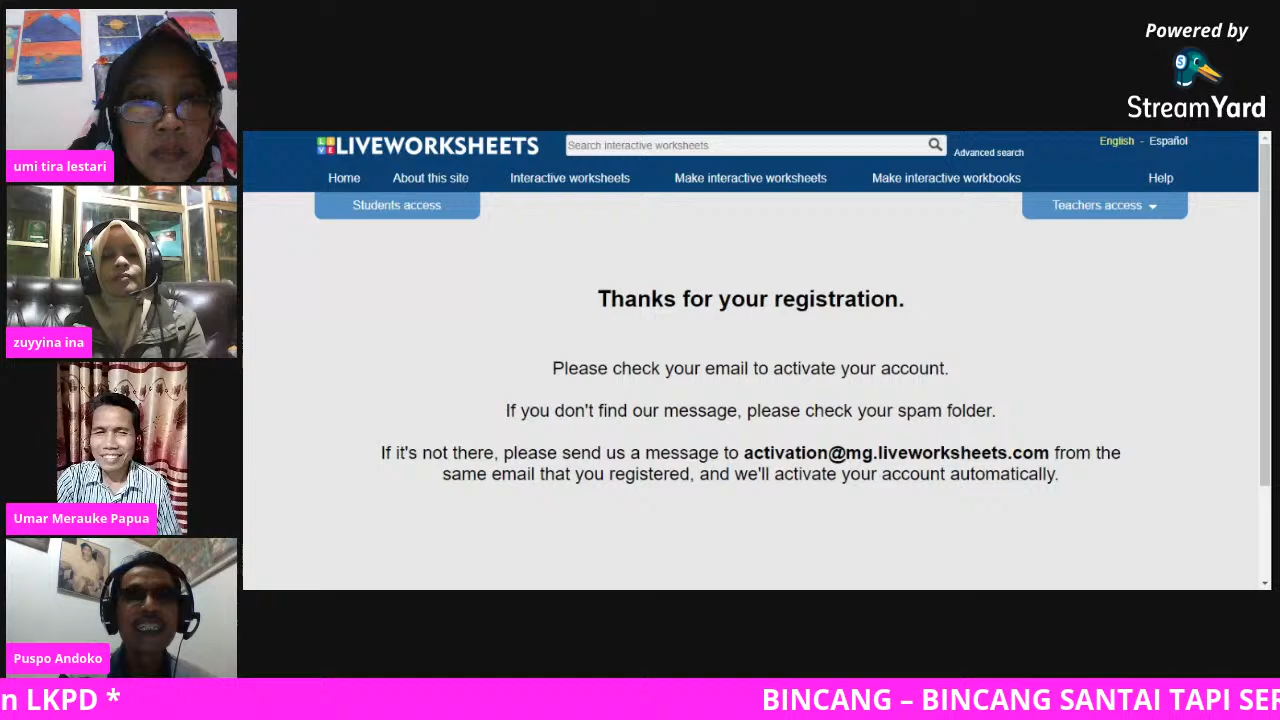 Powered by
StreamYard
umi tira lestari
zuyyina ina
Umar Merauke Papua
Puspo Andoko
LIVEWORKSHEETS
Search interactive worksheets
Advanced search
English - Español
Home About this site Interactive worksheets Make interactive worksheets Make interactive workbooks Help
Students access Teachers access
Thanks for your registration.
Please check your email to activate your account.
If you don't find our message, please check your spam folder.
If it's not there, please send us a message to activation@mg.liveworksheets.com from the
same email that you registered, and we'll activate your account automatically.
n LKPD * BINCANG – BINCANG SANTAI TAPI SER